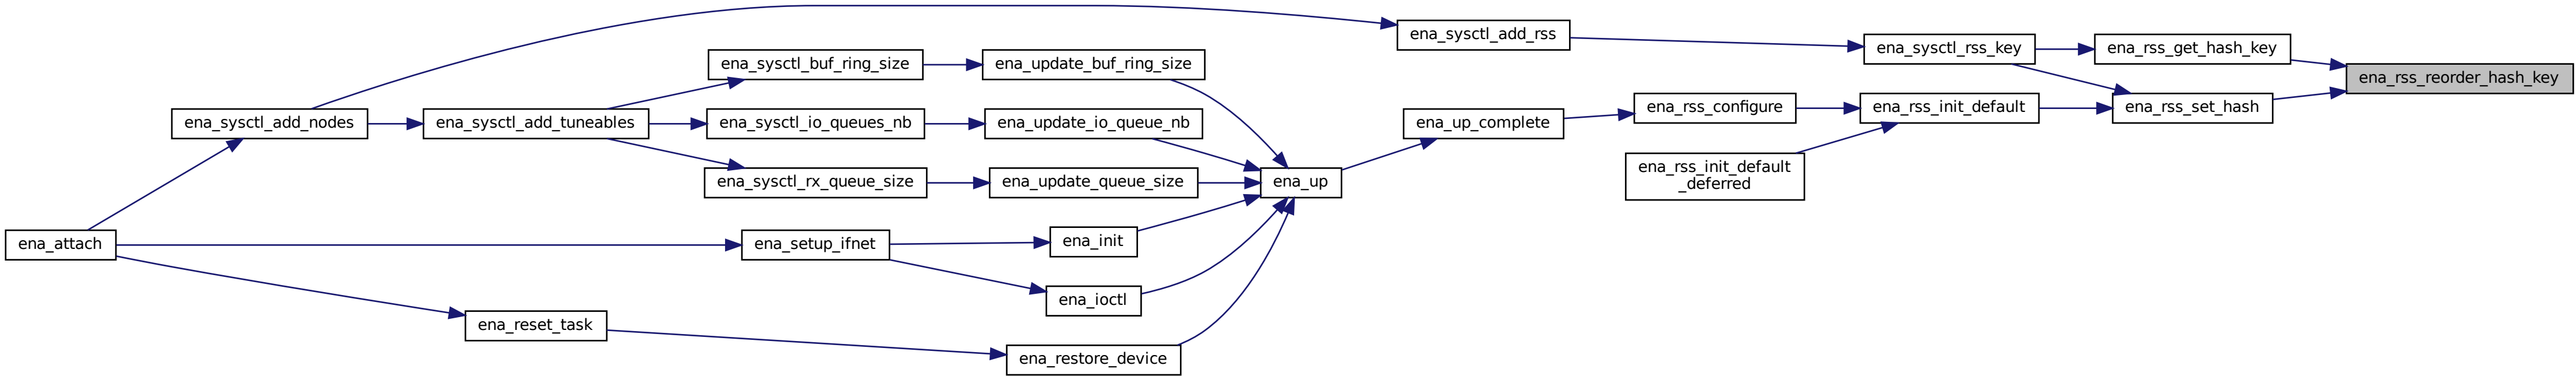 ena_sysctl_add_rss
ena_sysctl_rss_key
ena_rss_get_hash_key
ena_sysctl_buf_ring_size
ena_update_buf_ring_size
ena_rss_reorder_hash_key
ena_sysctl_add_nodes
ena_sysctl_add_tuneables
ena_sysctl_io_queues_nb
ena_update_io_queue_nb
ena_up_complete
ena_rss_configure
ena_rss_init_default
ena_rss_set_hash
ena_sysctl_rx_queue_size
ena_update_queue_size
ena_up
ena_rss_init_default
_deferred
ena_attach
ena_setup_ifnet
ena_init
ena_ioctl
ena_reset_task
ena_restore_device